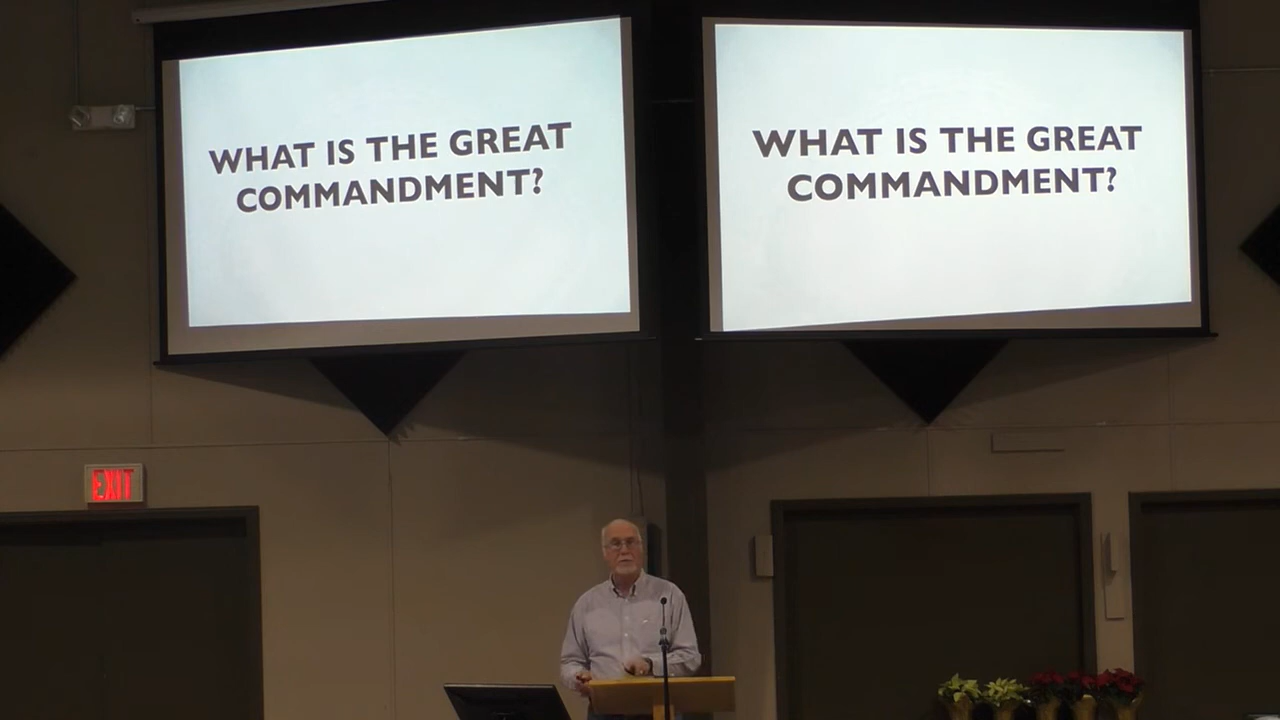 WHAT IS THE GREAT
COMMANDMENT?
WHAT IS THE GREAT
COMMANDMENT?
EXIT